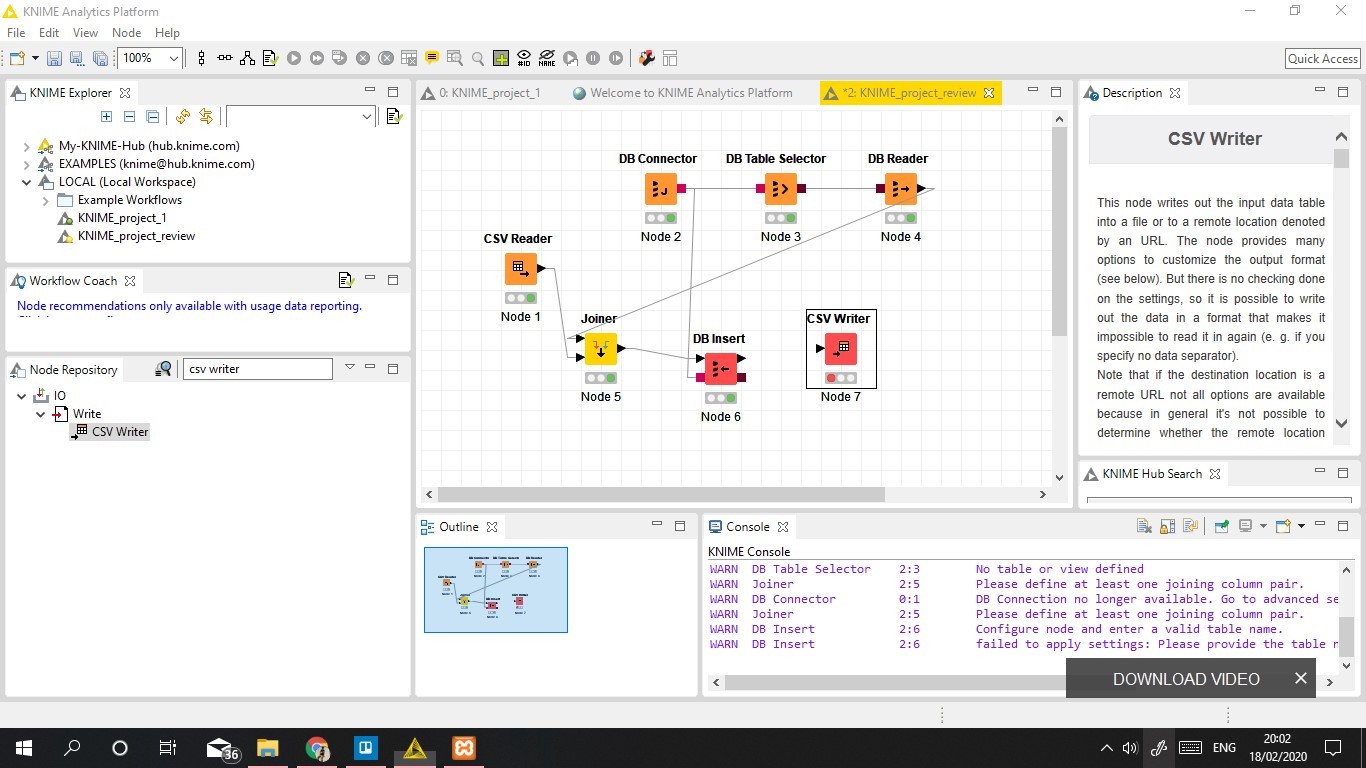 KNIME Analytics Platform
File Edit View Node Help
100%
#ID
NAME
Quick Access
KNIME Explorer
My-KNIME-Hub (hub.knime.com)
EXAMPLES (knime@hub.knime.com)
LOCAL (Local Workspace)
Example Workflows
KNIME_project_1
KNIME_project_review
Workflow Coach
Node recommendations only available with usage data reporting.
Node Repository
csv writer
IO
Write
CSV Writer
0: KNIME_project_1
Welcome to KNIME Analytics Platform
*2: KNIME_project_review
DB Connector
DB Table Selector
DB Reader
Node 2
Node 3
Node 4
CSV Reader
Node 1
Joiner
Node 5
DB Insert
Node 6
CSV Writer
Node 7
Description
CSV Writer
This node writes out the input data table
into a file or to a remote location denoted
by an URL. The node provides many
options to customize the output format
(see below). But there is no checking done
on the settings, so it is possible to write
out the data in a format that makes it
impossible to read it again (e. g. if you
specify no data separator).
Note that if the destination location is a
remote URL not all options are available
because in general it's not possible to
determine whether the remote location
KNIME Hub Search
Outline
Console
KNIME Console
WARN DB Table Selector 2:3 No table or view defined
WARN Joiner 2:5 Please define at least one joining column pair.
WARN DB Connector 0:1 DB Connection no longer available. Go to advanced se
WARN Joiner 2:5 Please define at least one joining column pair.
WARN DB Insert 2:6 Configure node and enter a valid table name.
WARN DB Insert 2:6 failed to apply settings: Please provide the table
DOWNLOAD VIDEO
36
ENG
20:02
18/02/2020